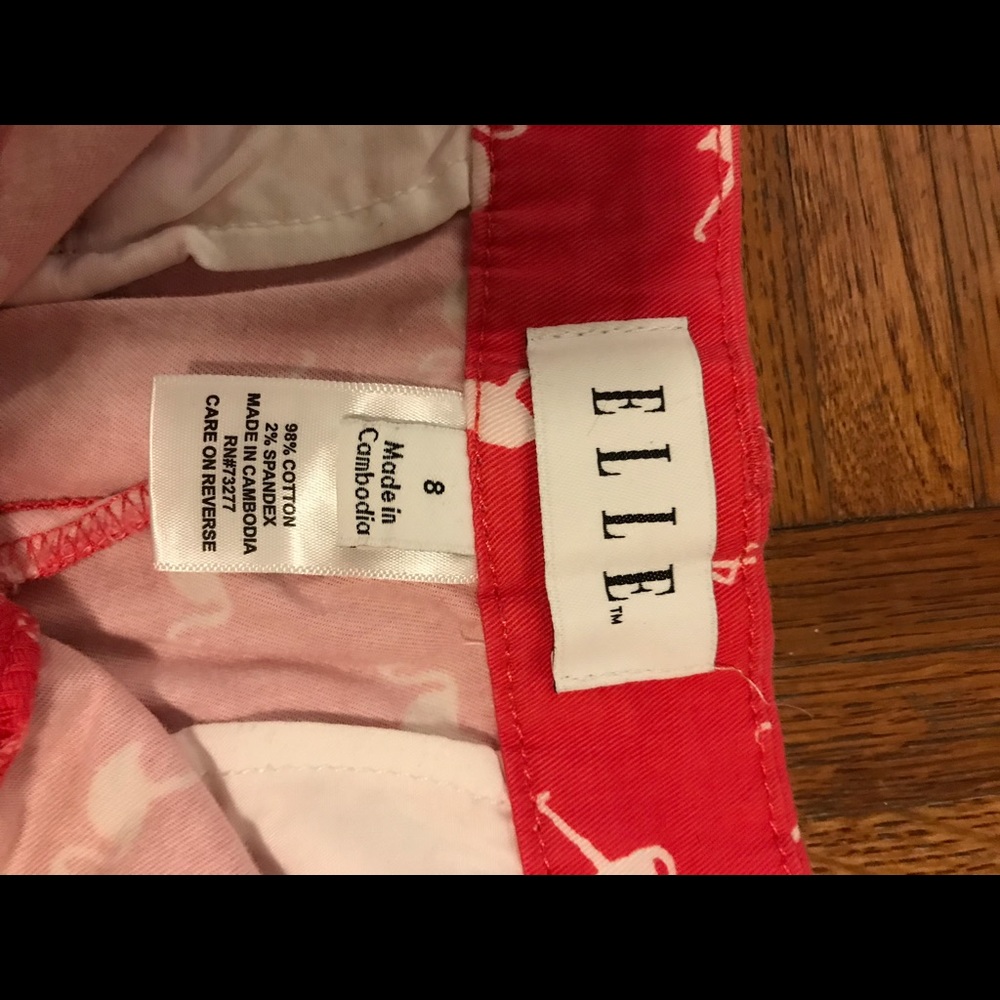 ELLE™
8
Made in
Cambodia
98% COTTON
2% SPANDEX
MADE IN CAMBODIA
RN#73277
CARE ON REVERSE